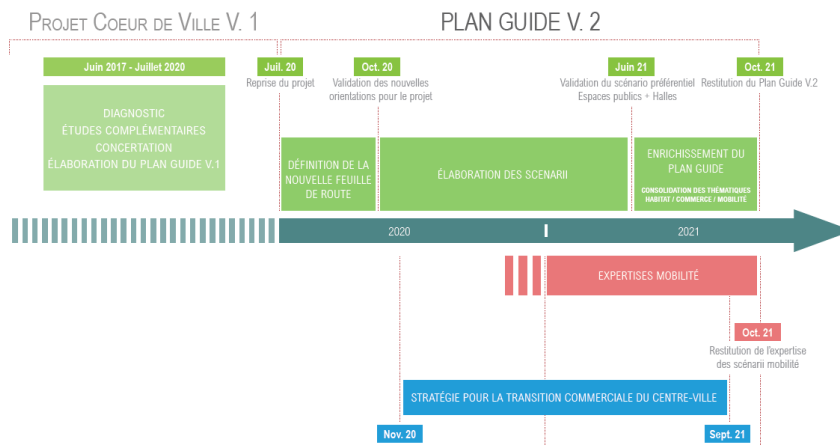 PROJET COEUR DE VILLE V. 1
PLAN GUIDE V. 2
Juin 2017 - Juillet 2020
Juil. 20
Oct. 20
Juin 21
Oct. 21
Reprise du projet
Validation des nouvelles
orientations pour le projet
Validation du scénario préférentiel
Espaces publics + Halles
Restitution du Plan Guide V.2
DIAGNOSTIC
ÉTUDES COMPLÉMENTAIRES
CONCERTATION
ÉLABORATION DU PLAN GUIDE V.1
DÉFINITION DE LA
NOUVELLE FEUILLE
DE ROUTE
ÉLABORATION DES SCENARII
ENRICHISSEMENT DU
PLAN GUIDE
CONSOLIDATION DES THÉMATIQUES
HABITAT / COMMERCE / MOBILITÉ
2020
2021
EXPERTISES MOBILITÉ
Oct. 21
Restitution de l'expertise
des scénarii mobilité
STRATÉGIE POUR LA TRANSITION COMMERCIALE DU CENTRE-VILLE
Nov. 20
Sept. 21